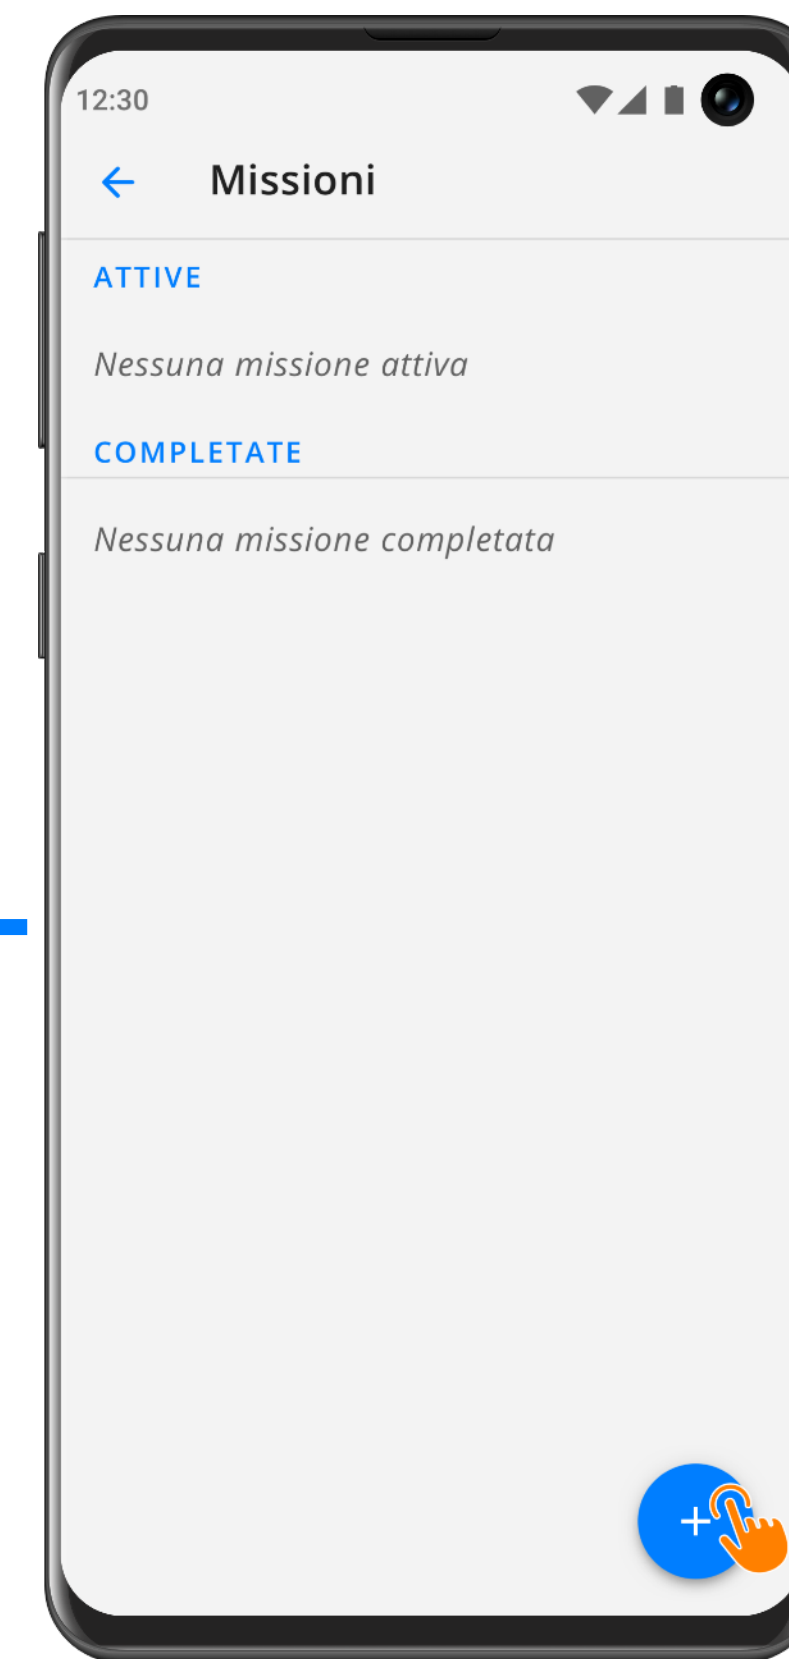 12:30
Missioni
ATTIVE
Nessuna missione attiva
COMPLETATE
Nessuna missione completata
+